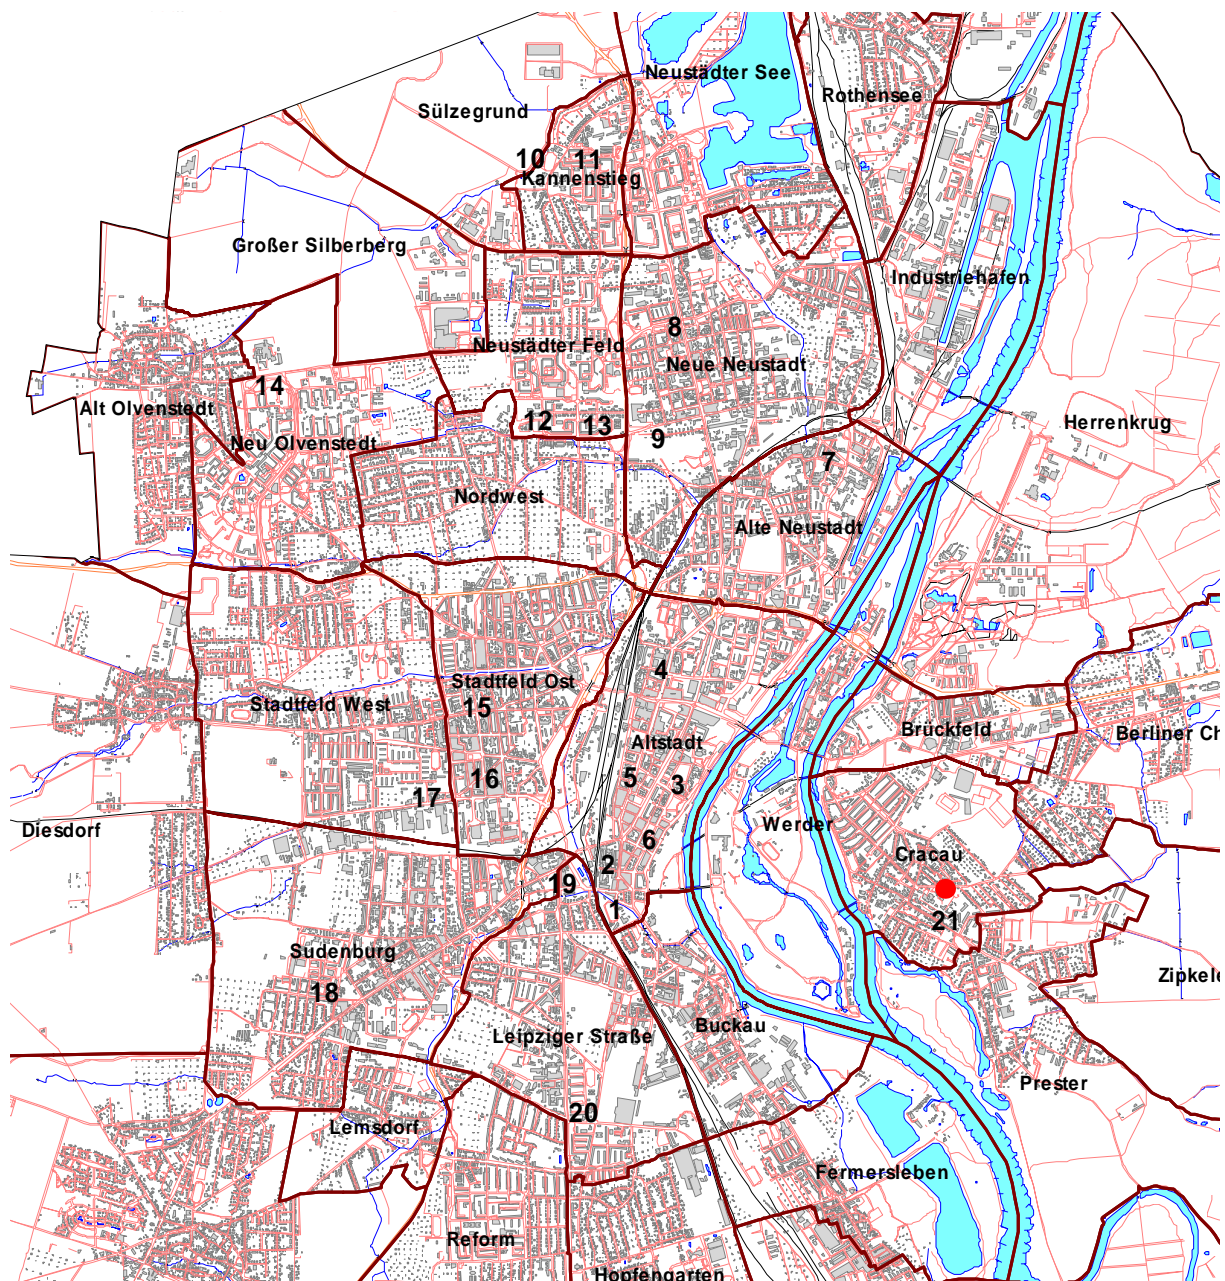 Neustädter See
Rothensee
Sülzegrund
10
11
Kannenstieg
Großer Silberberg
Industriehafen
8
Neustädter Feld
Neue Neustadt
14
Alt Olvenstedt
12
13
Herrenkrug
Neu Olvenstedt
9
7
Nordwest
Alte Neustadt
4
Stadtfeld Ost
Stadtfeld West
15
Brückfeld
Berliner Ch
Altstadt
5
3
16
17
Diesdorf
Werder
6
Cracau
2
19
1
21
Sudenburg
Zipkele
18
Buckau
Leipziger Straße
Prester
20
Lemsdorf
Fermersleben
Reform
Hopfengarten